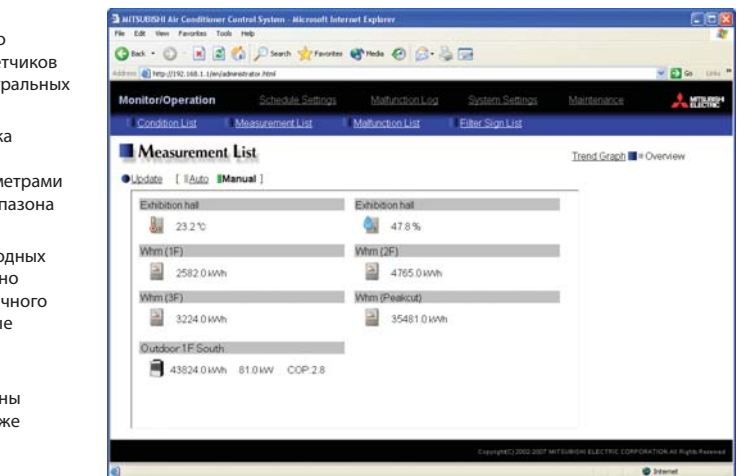 о
етчиков
тральных
ка
метрами
пазона
одных
но
чного
ые
ны
же
MITSUBISHI Air Conditioner Control System - Microsoft Internet Explorer
File Edit View Favorites Tools Help
Back Search Favorites Media
Address http://192.168.1.1/en/administrator.html Go Links
Monitor/Operation Schedule Settings Malfunction Log System Settings Maintenance MITSUBISHI ELECTRIC
Condition List Measurement List Malfunction List Filter Sign List
Measurement List
Trend Graph = Overview
Update [ Auto Manual ]
Exhibition hall Exhibition hall
23.2 °C 47.8 %
Whm (1F) Whm (2F)
2582.0 kWh 4765.0 kWh
Whm (3F) Whm (Peakcut)
3224.0 kWh 35481.0 kWh
Outdoor 1F South
43824.0 kWh 81.0 kW COP:2.8
Copyright(C) 2002-2007 MITSUBISHI ELECTRIC CORPORATION All Rights Reserved
Internet